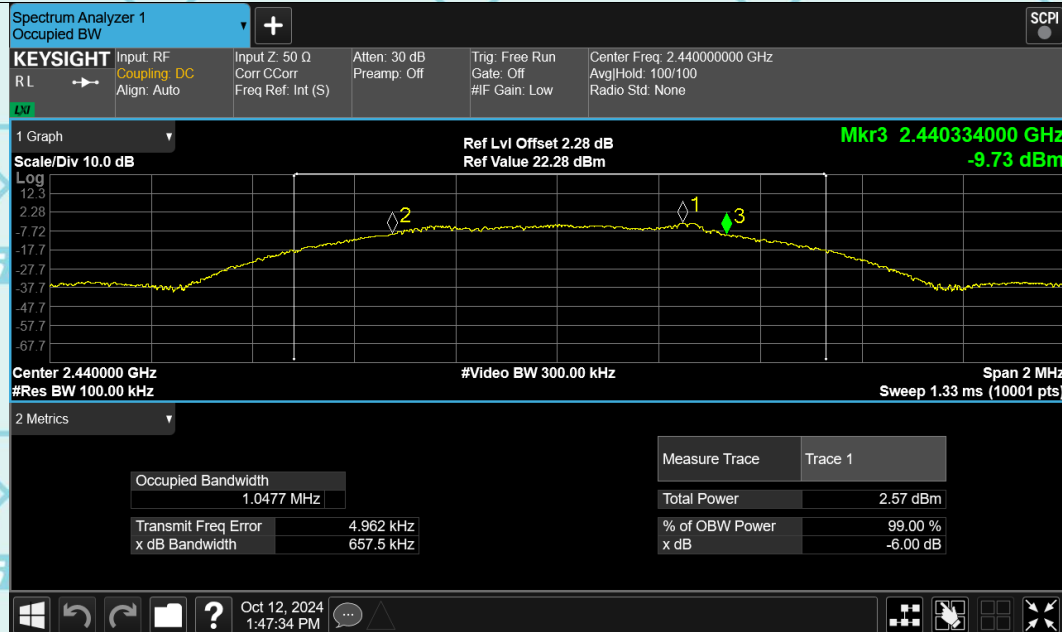 Spectrum Analyzer 1
Occupied BW
+
SCPI
KEYSIGHT
R L
LXI
Input: RF
Coupling: DC
Align: Auto
Input Z: 50 Ω
Corr CCorr
Freq Ref: Int (S)
Atten: 30 dB
Preamp: Off
Trig: Free Run
Gate: Off
#IF Gain: Low
Center Freq: 2.440000000 GHz
Avg|Hold: 100/100
Radio Std: None
1 Graph
Scale/Div 10.0 dB
Ref Lvl Offset 2.28 dB
Ref Value 22.28 dBm
Mkr3 2.440334000 GHz
-9.73 dBm
Log
12.3
2.28
-7.72
-17.7
-27.7
-37.7
-47.7
-57.7
-67.7
2
1
3
Center 2.440000 GHz
#Video BW 300.00 kHz
Span 2 MHz
#Res BW 100.00 kHz
Sweep 1.33 ms (10001 pts)
2 Metrics
Measure Trace Trace 1
Occupied Bandwidth
1.0477 MHz
Total Power 2.57 dBm
Transmit Freq Error 4.962 kHz
% of OBW Power 99.00 %
x dB Bandwidth 657.5 kHz
x dB -6.00 dB
?
Oct 12, 2024
1:47:34 PM